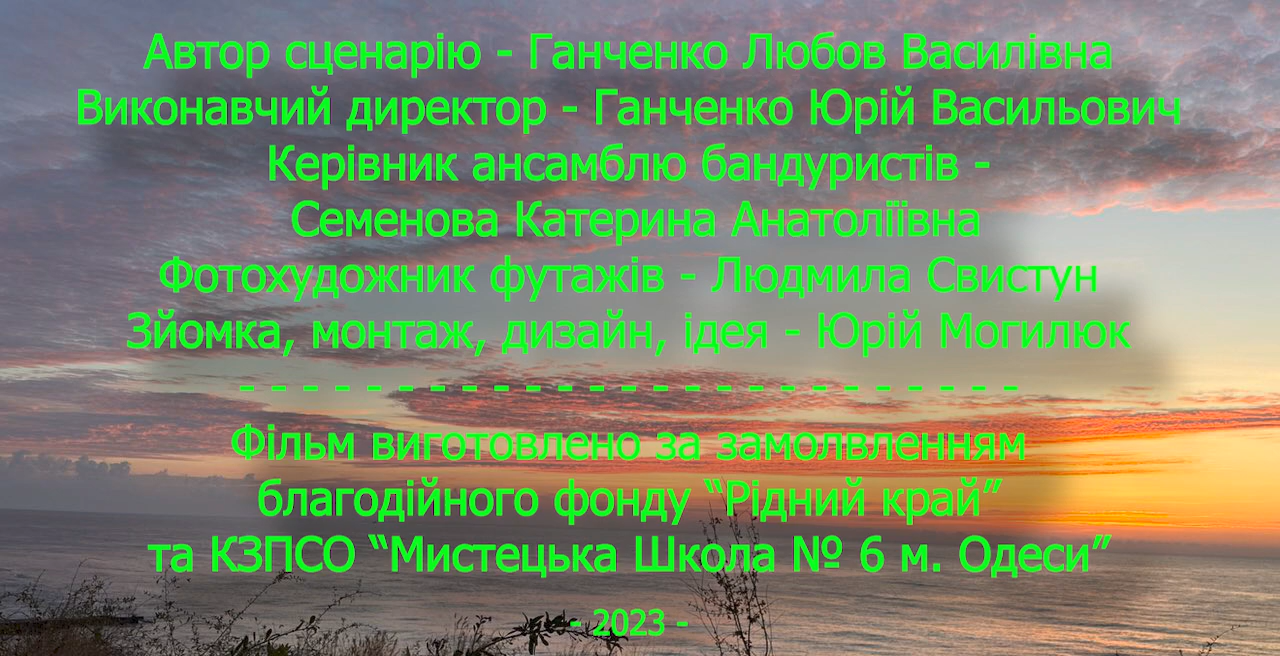 Автор сценарію - Ганченко Любов Василівна
Виконавчий директор - Ганченко Юрій Васильович
Керівник ансамблю бандуристів -
Семенова Катерина Анатоліївна
Фотохудожник футажів - Людмила Свистун
Зйомка, монтаж, дизайн, ідея - Юрій Могилюк
- - - - - - - - - - - - - - - - - - - - - - - - -
Фільм виготовлено за замолвленням
благодійного фонду “Рідний край”
та КЗПСО “Мистецька Школа № 6 м. Одеси”
- 2023 -